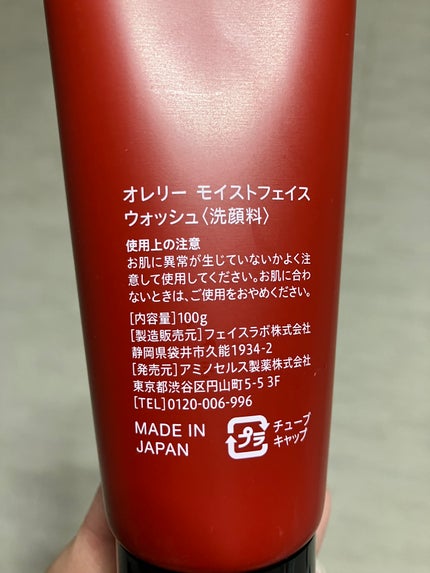 オレリー モイストフェイス
ウォッシュ〈洗顔料〉
使用上の注意
お肌に異常が生じていないかよく注
意して使用してください。お肌に合わ
ないときは、ご使用をおやめください。
[内容量]100g
[製造販売元]フェイスラボ株式会社
静岡県袋井市久能1934-2
[発売元]アミノセルス製薬株式会社
東京都渋谷区円山町5-5 3F
[TEL]0120-006-996
MADE IN
JAPAN
プラ
チューブ
キャップ